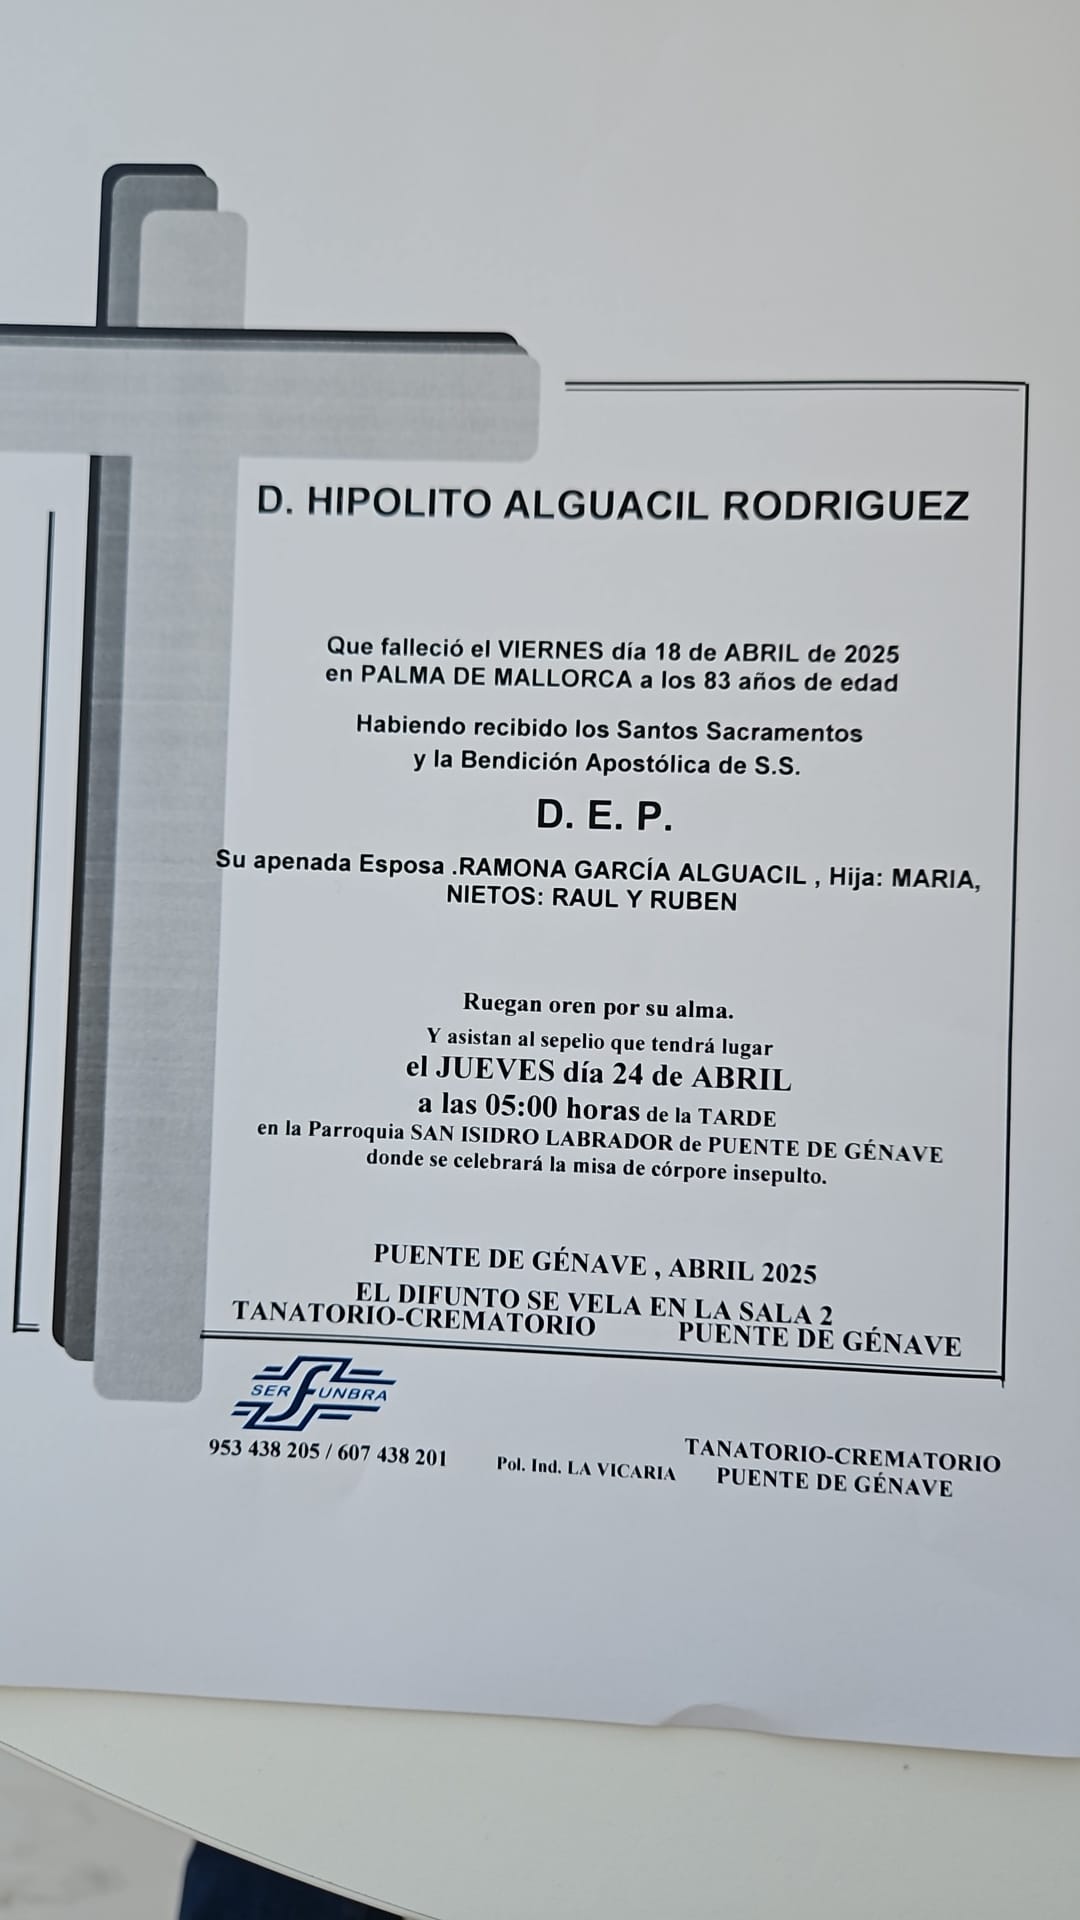 D. HIPOLITO ALGUACIL RODRIGUEZ
Que falleció el VIERNES día 18 de ABRIL de 2025
en PALMA DE MALLORCA a los 83 años de edad
Habiendo recibido los Santos Sacramentos
y la Bendición Apostólica de S.S.
D. E. P.
Su apenada Esposa .RAMONA GARCÍA ALGUACIL , Hija: MARIA,
NIETOS: RAUL Y RUBEN
Ruegan oren por su alma.
Y asistan al sepelio que tendrá lugar
el JUEVES día 24 de ABRIL
a las 05:00 horas de la TARDE
en la Parroquia SAN ISIDRO LABRADOR de PUENTE DE GÉNAVE
donde se celebrará la misa de córpore insepulto.
PUENTE DE GÉNAVE , ABRIL 2025
EL DIFUNTO SE VELA EN LA SALA 2
TANATORIO-CREMATORIO PUENTE DE GÉNAVE
SERFUNBRA
953 438 205 / 607 438 201
Pol. Ind. LA VICARIA
TANATORIO-CREMATORIO
PUENTE DE GÉNAVE